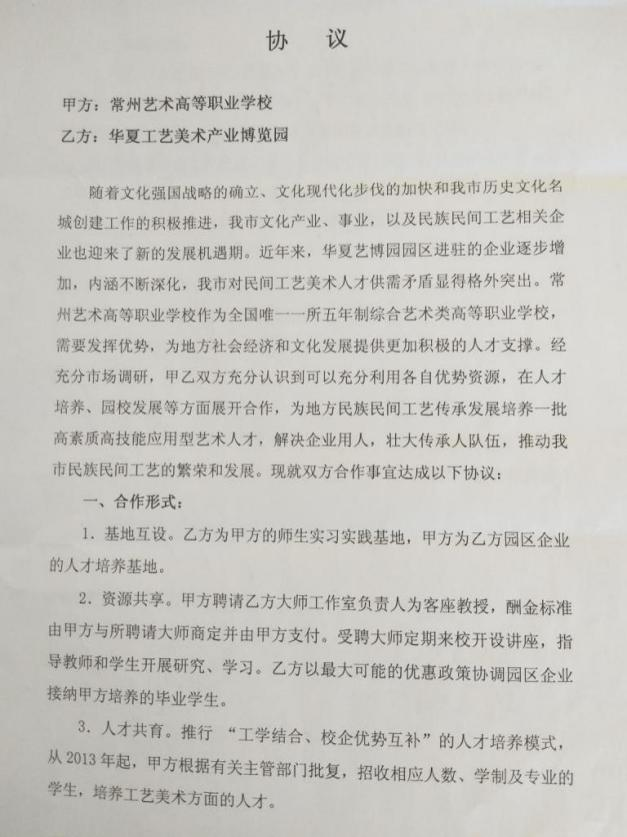 协 议
甲方：常州艺术高等职业学校
乙方：华夏工艺美术产业博览园
随着文化强国战略的确立、文化现代化步伐的加快和我市历史文化名
城创建工作的积极推进，我市文化产业、事业，以及民族民间工艺相关企
业也迎来了新的发展机遇期。近年来，华夏艺博园园区进驻的企业逐步增
加，内涵不断深化，我市对民间工艺美术人才供需矛盾显得格外突出。常
州艺术高等职业学校作为全国唯一一所五年制综合艺术类高等职业学校，
需要发挥优势，为地方社会经济和文化发展提供更加积极的人才支撑。经
充分市场调研，甲乙双方充分认识到可以充分利用各自优势资源，在人才
培养、园校发展等方面展开合作，为地方民族民间工艺传承发展培养一批
高素质高技能应用型艺术人才，解决企业用人，壮大传承人队伍，推动我
市民族民间工艺的繁荣和发展。现就双方合作事宜达成以下协议：
一、合作形式：
1．基地互设。乙方为甲方的师生实习实践基地，甲方为乙方园区企业
的人才培养基地。
2．资源共享。甲方聘请乙方大师工作室负责人为客座教授，酬金标准
由甲方与所聘请大师商定并由甲方支付。受聘大师定期来校开设讲座，指
导教师和学生开展研究、学习。乙方以最大可能的优惠政策协调园区企业
接纳甲方培养的毕业学生。
3．人才共育。推行 “工学结合、校企优势互补”的人才培养模式，
从 2013 年起，甲方根据有关主管部门批复，招收相应人数、学制及专业的
学生，培养工艺美术方面的人才。